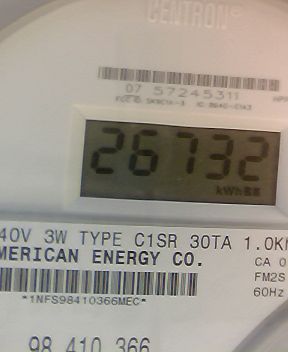 CENTRON®
07 57245311
26732
kWh
40V 3W TYPE C1SR 30TA 1.0K
MERICAN ENERGY CO.
CA 0
FM2S
60Hz
*1NFS98410366MEC*
98 410 366